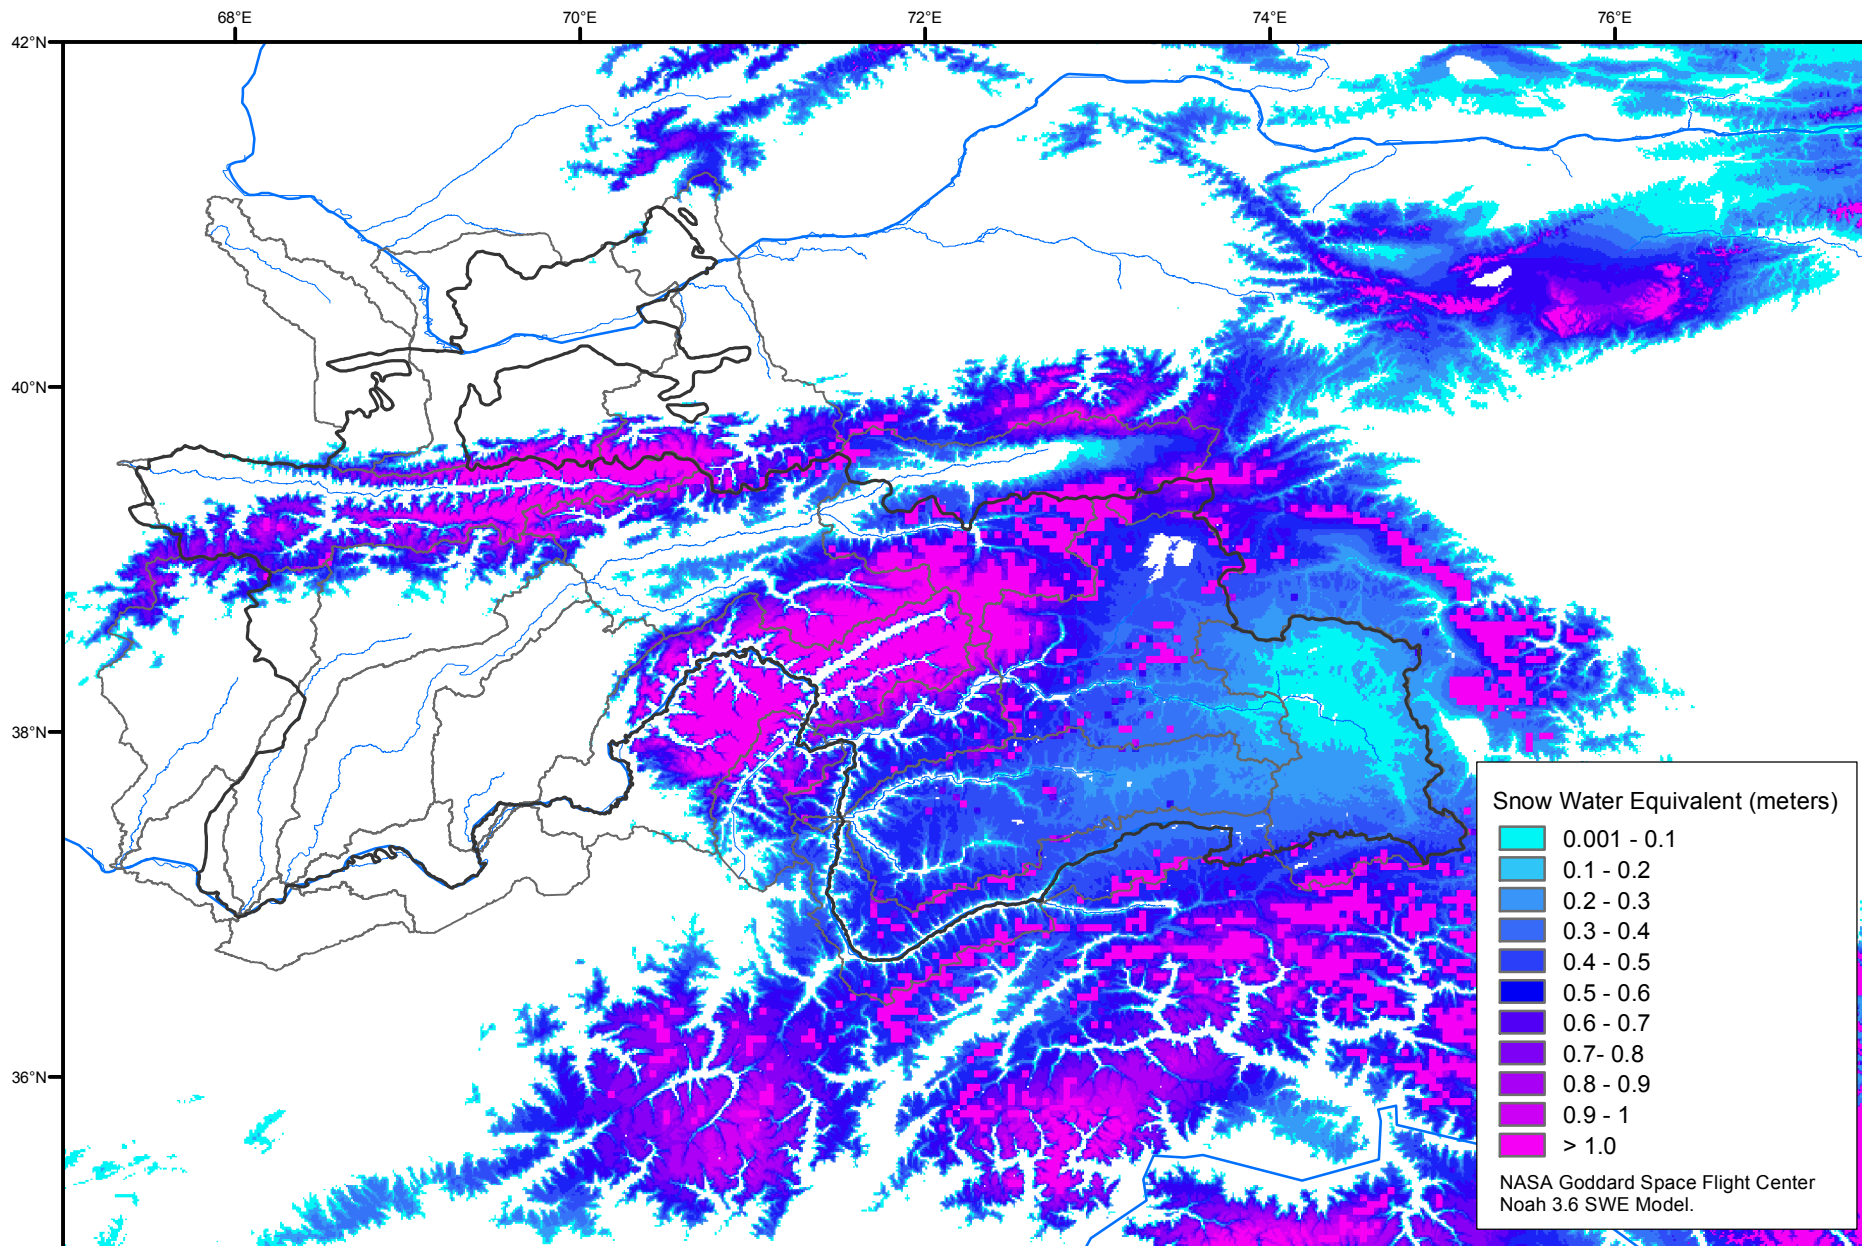 68°E
70°E
72°E
74°E
76°E
42°N
40°N
38°N
36°N
Snow Water Equivalent (meters)
0.001 - 0.1
0.1 - 0.2
0.2 - 0.3
0.3 - 0.4
0.4 - 0.5
0.5 - 0.6
0.6 - 0.7
0.7- 0.8
0.8 - 0.9
0.9 - 1
> 1.0
NASA Goddard Space Flight Center
Noah 3.6 SWE Model.